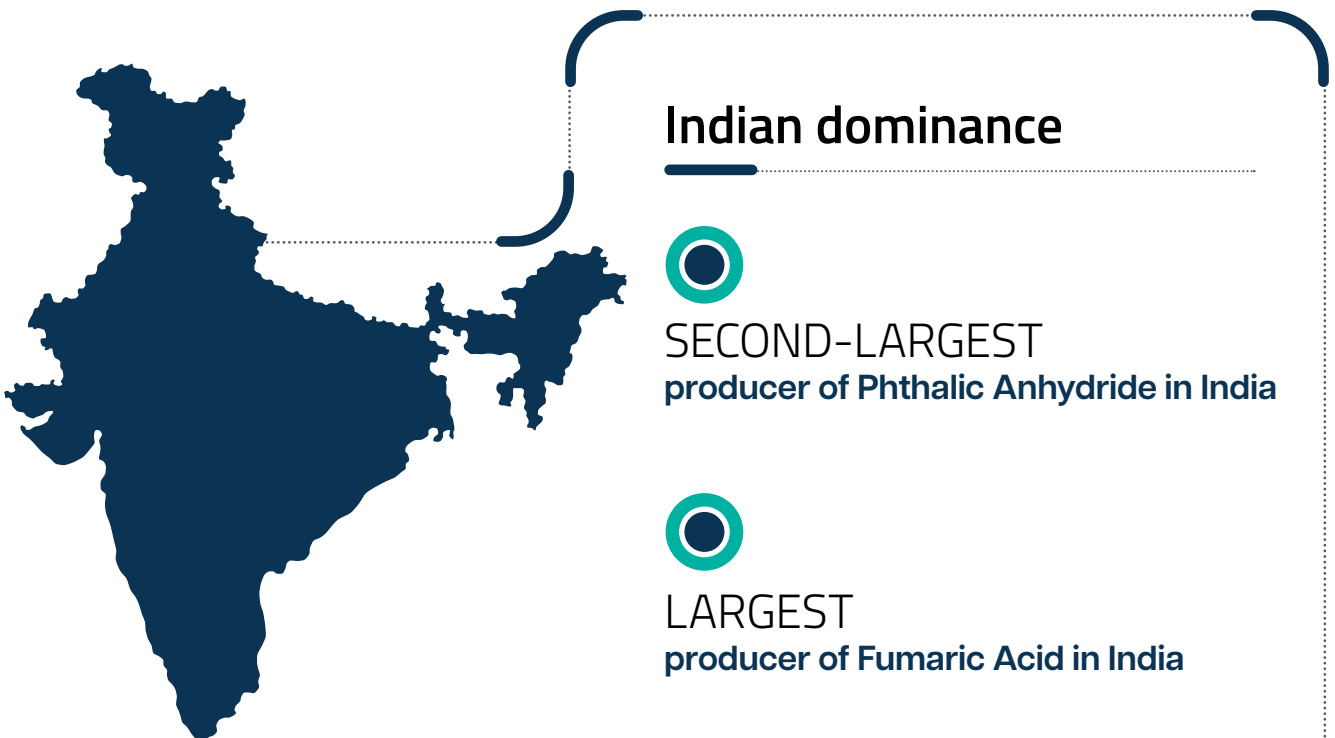 Indian dominance
SECOND-LARGEST
producer of Phthalic Anhydride in India
LARGEST
producer of Fumaric Acid in India